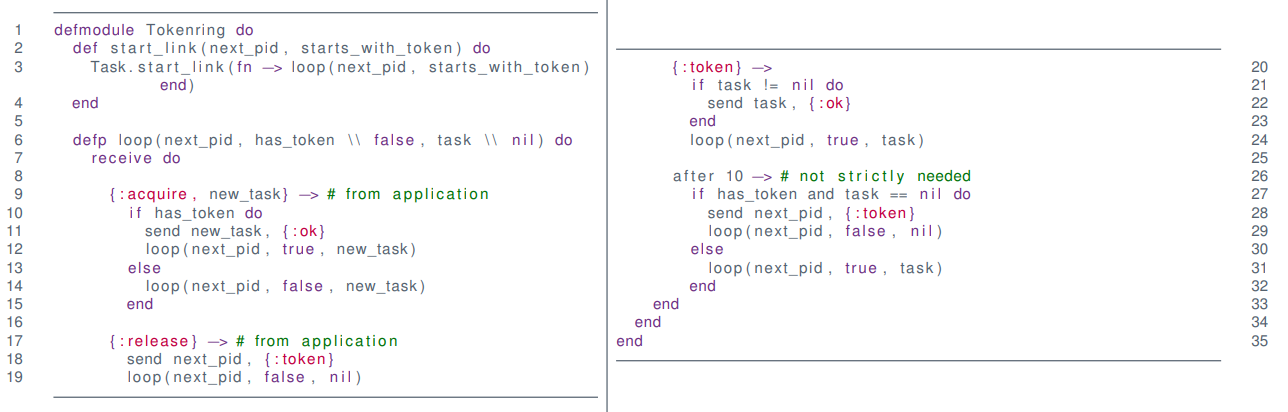 1 defmodule Tokenring do
2 def start_link(next_pid, starts_with_token) do
3 Task.start_link(fn —> loop(next_pid, starts_with_token)
end)
4 end
5
6 defp loop(next_pid, has_token \\ false, task \\ nil) do
7 receive do
8
9 {:acquire, new_task} —> # from application
10 if has_token do
11 send new_task, {:ok}
12 loop(next_pid, true, new_task)
13 else
14 loop(next_pid, false, new_task)
15 end
16
17 {:release} —> # from application
18 send next_pid, {:token}
19 loop(next_pid, false, nil)
{:token} —> 20
if task != nil do 21
send task, {:ok} 22
end 23
loop(next_pid, true, task) 24
25
after 10 —> # not strictly needed 26
if has_token and task == nil do 27
send next_pid, {:token} 28
loop(next_pid, false, nil) 29
else 30
loop(next_pid, true, task) 31
end 32
end 33
end 34
end 35